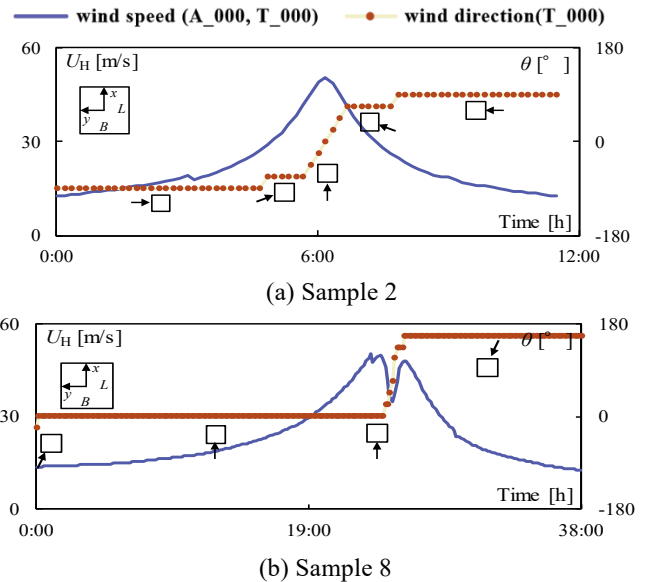 wind speed (A_000, T_000) wind direction(T_000)
U_H [m/s] θ [° ]
60 180
x
y L
B
30 0
Time [h]
0 -180
0:00 6:00 12:00
(a) Sample 2
60 180
U_H [m/s] θ [° ]
x
y L
B
30 0
Time [h]
0 -180
0:00 19:00 38:00
(b) Sample 8